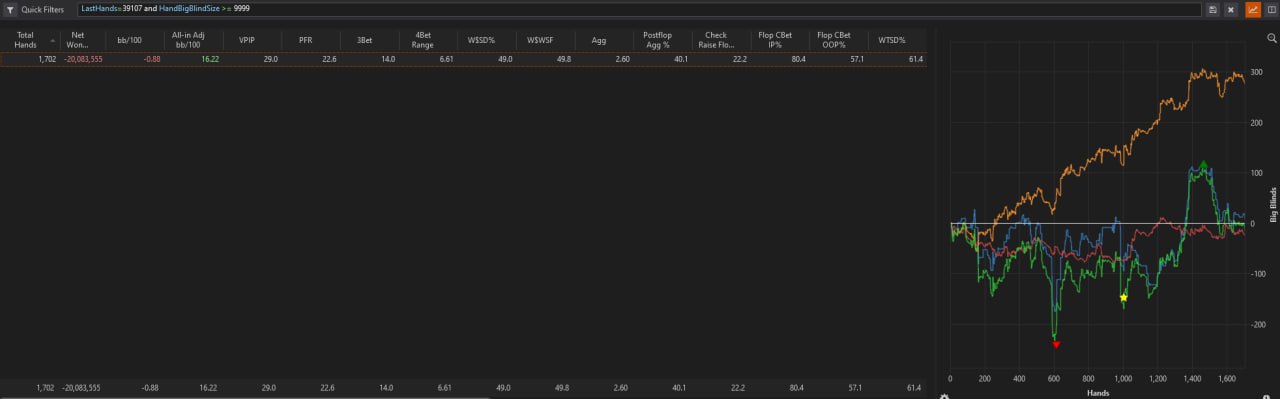 Quick Filters LastHands=39107 and HandBigBlindSize >= 9999
Total Hands Net Won... bb/100 All-in Adj bb/100 VPIP PFR 3Bet 4Bet Range W$SD% W$WSF Agg Postflop Agg % Check Raise Flo... Flop CBet IP% Flop CBet OOP% WTSD%
1,702 -20,083,555 -0.88 16.22 29.0 22.6 14.0 6.61 49.0 49.8 2.60 40.1 22.2 80.4 57.1 61.4
1,702 -20,083,555 -0.88 16.22 29.0 22.6 14.0 6.61 49.0 49.8 2.60 40.1 22.2 80.4 57.1 61.4
300
200
100
0
-100
-200
Big Blinds
0 200 400 600 800 1,000 1,200 1,400 1,600
Hands